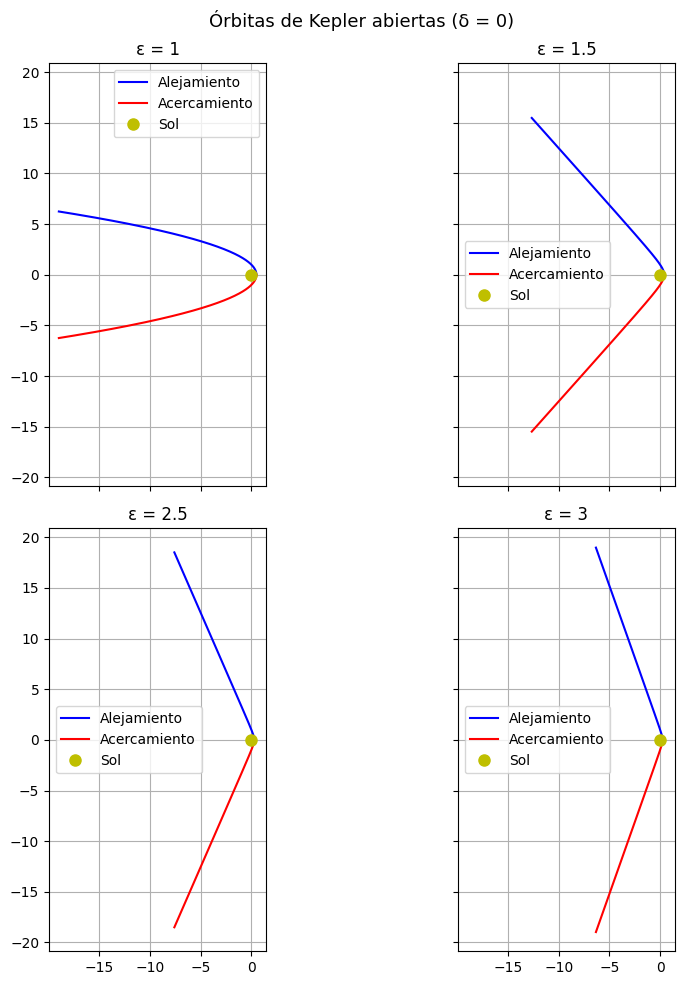 Órbitas de Kepler abiertas (δ = 0)
ε = 1
20
15
10
5
0
−5
−10
−15
−20
Alejamiento
Acercamiento
Sol
ε = 1.5
Alejamiento
Acercamiento
Sol
ε = 2.5
20
15
10
5
0
−5
−10
−15
−20
Alejamiento
Acercamiento
Sol
−15
−10
−5
0
ε = 3
Alejamiento
Acercamiento
Sol
−15
−10
−5
0